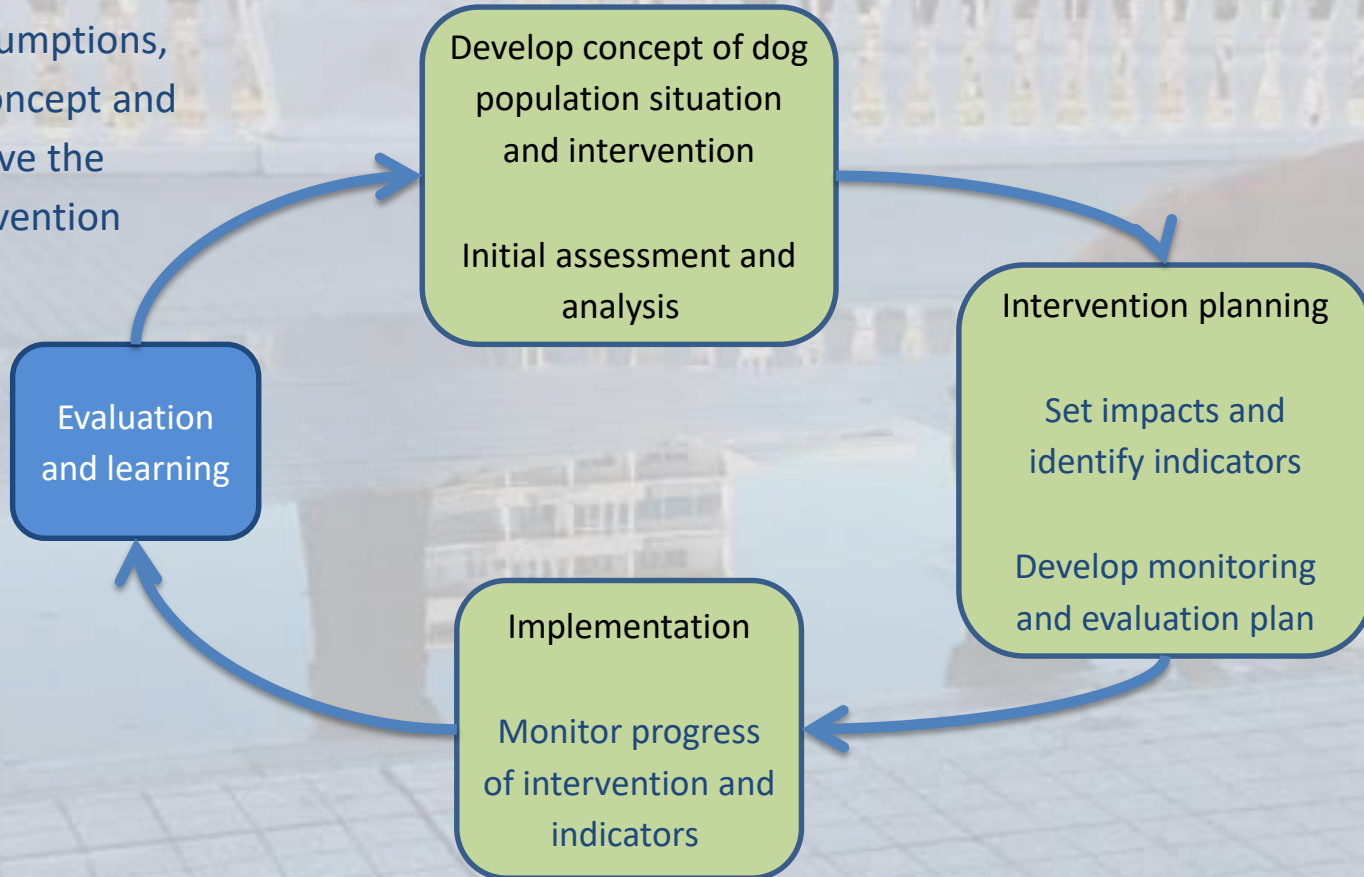 umptions,
oncept and
ve the
vention
Develop concept of dog
population situation
and intervention
Initial assessment and
analysis
Intervention planning
Set impacts and
identify indicators
Develop monitoring
and evaluation plan
Implementation
Monitor progress
of intervention and
indicators
Evaluation
and learning